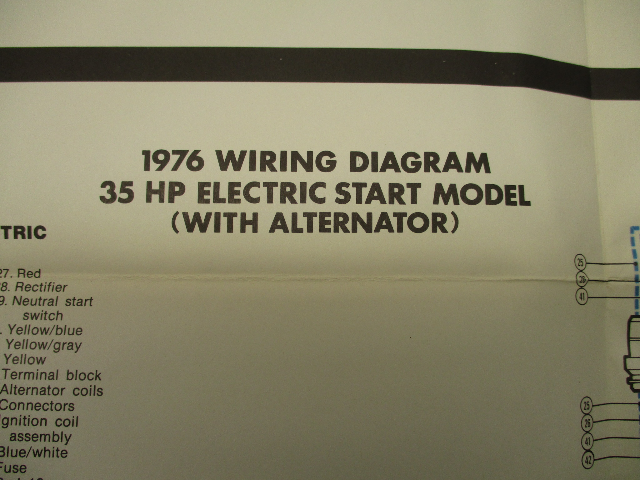 1976 WIRING DIAGRAM
35 HP ELECTRIC START MODEL
(WITH ALTERNATOR)
TRIC
7. Red
8. Rectifier
9. Neutral start
switch
. Yellow/blue
Yellow/gray
Yellow
Terminal block
Alternator coils
Connectors
gnition coil
assembly
Blue/white
Fuse
25
26
41
25
26
41
42